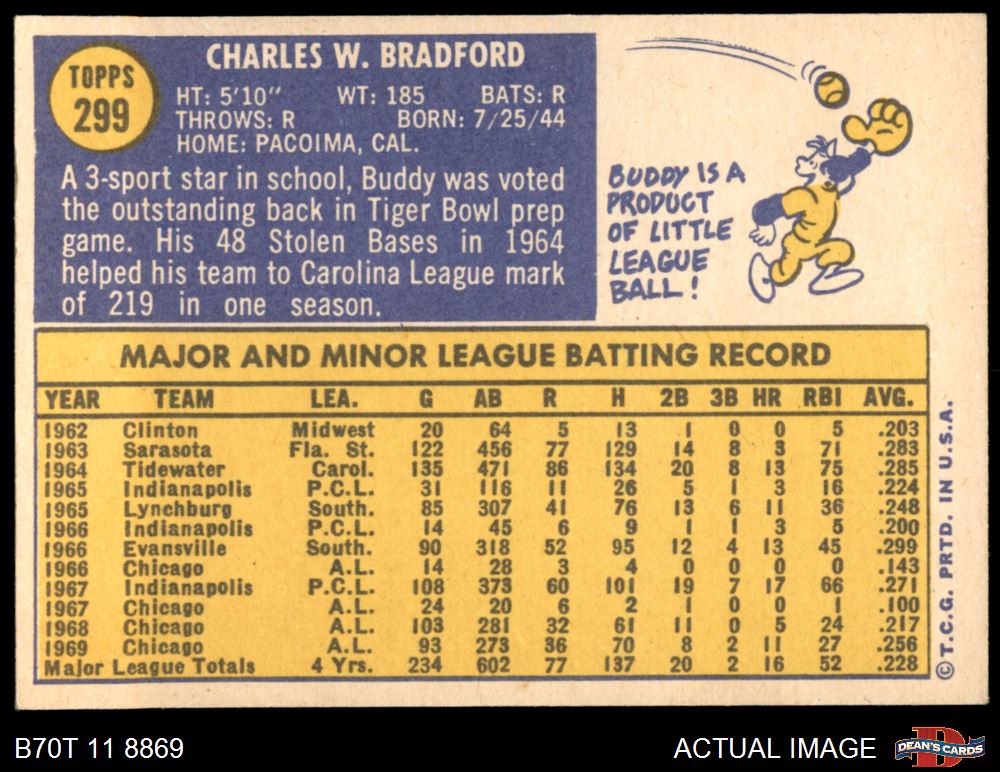 TOPPS
299
CHARLES W. BRADFORD
HT: 5'10" WT: 185 BATS: R
THROWS: R BORN: 7/25/44
HOME: PACOIMA, CAL.
A 3-sport star in school, Buddy was voted
the outstanding back in Tiger Bowl prep
game. His 48 Stolen Bases in 1964
helped his team to Carolina League mark
of 219 in one season.
BUDDY IS A
PRODUCT
OF LITTLE
LEAGUE
BALL!
MAJOR AND MINOR LEAGUE BATTING RECORD
YEAR TEAM LEA. G AB R H 2B 3B HR RBI AVG.
1962 Clinton Midwest 20 64 5 13 1 0 0 5 .203
1963 Sarasota Fla. St. 122 456 77 129 14 8 3 71 .283
1964 Tidewater Carol. 135 471 86 134 20 8 13 75 .285
1965 Indianapolis P.C.L. 31 116 11 26 5 1 3 16 .224
1965 Lynchburg South. 85 307 41 76 13 6 11 36 .248
1966 Indianapolis P.C.L. 14 45 6 9 1 1 3 5 .200
1966 Evansville South. 90 318 52 95 12 4 13 45 .299
1966 Chicago A.L. 14 28 3 4 0 0 0 0 .143
1967 Indianapolis P.C.L. 108 373 60 101 19 7 17 66 .271
1967 Chicago A.L. 24 20 6 2 1 0 0 1 .100
1968 Chicago A.L. 103 281 32 61 11 0 5 24 .217
1969 Chicago A.L. 93 273 36 70 8 2 11 27 .256
Major League Totals 4 Yrs. 234 602 77 137 20 2 16 52 .228
©T.C.G. PRTD. IN U.S.A.
B70T 11 8869
ACTUAL IMAGE
DEAN'S CARDS